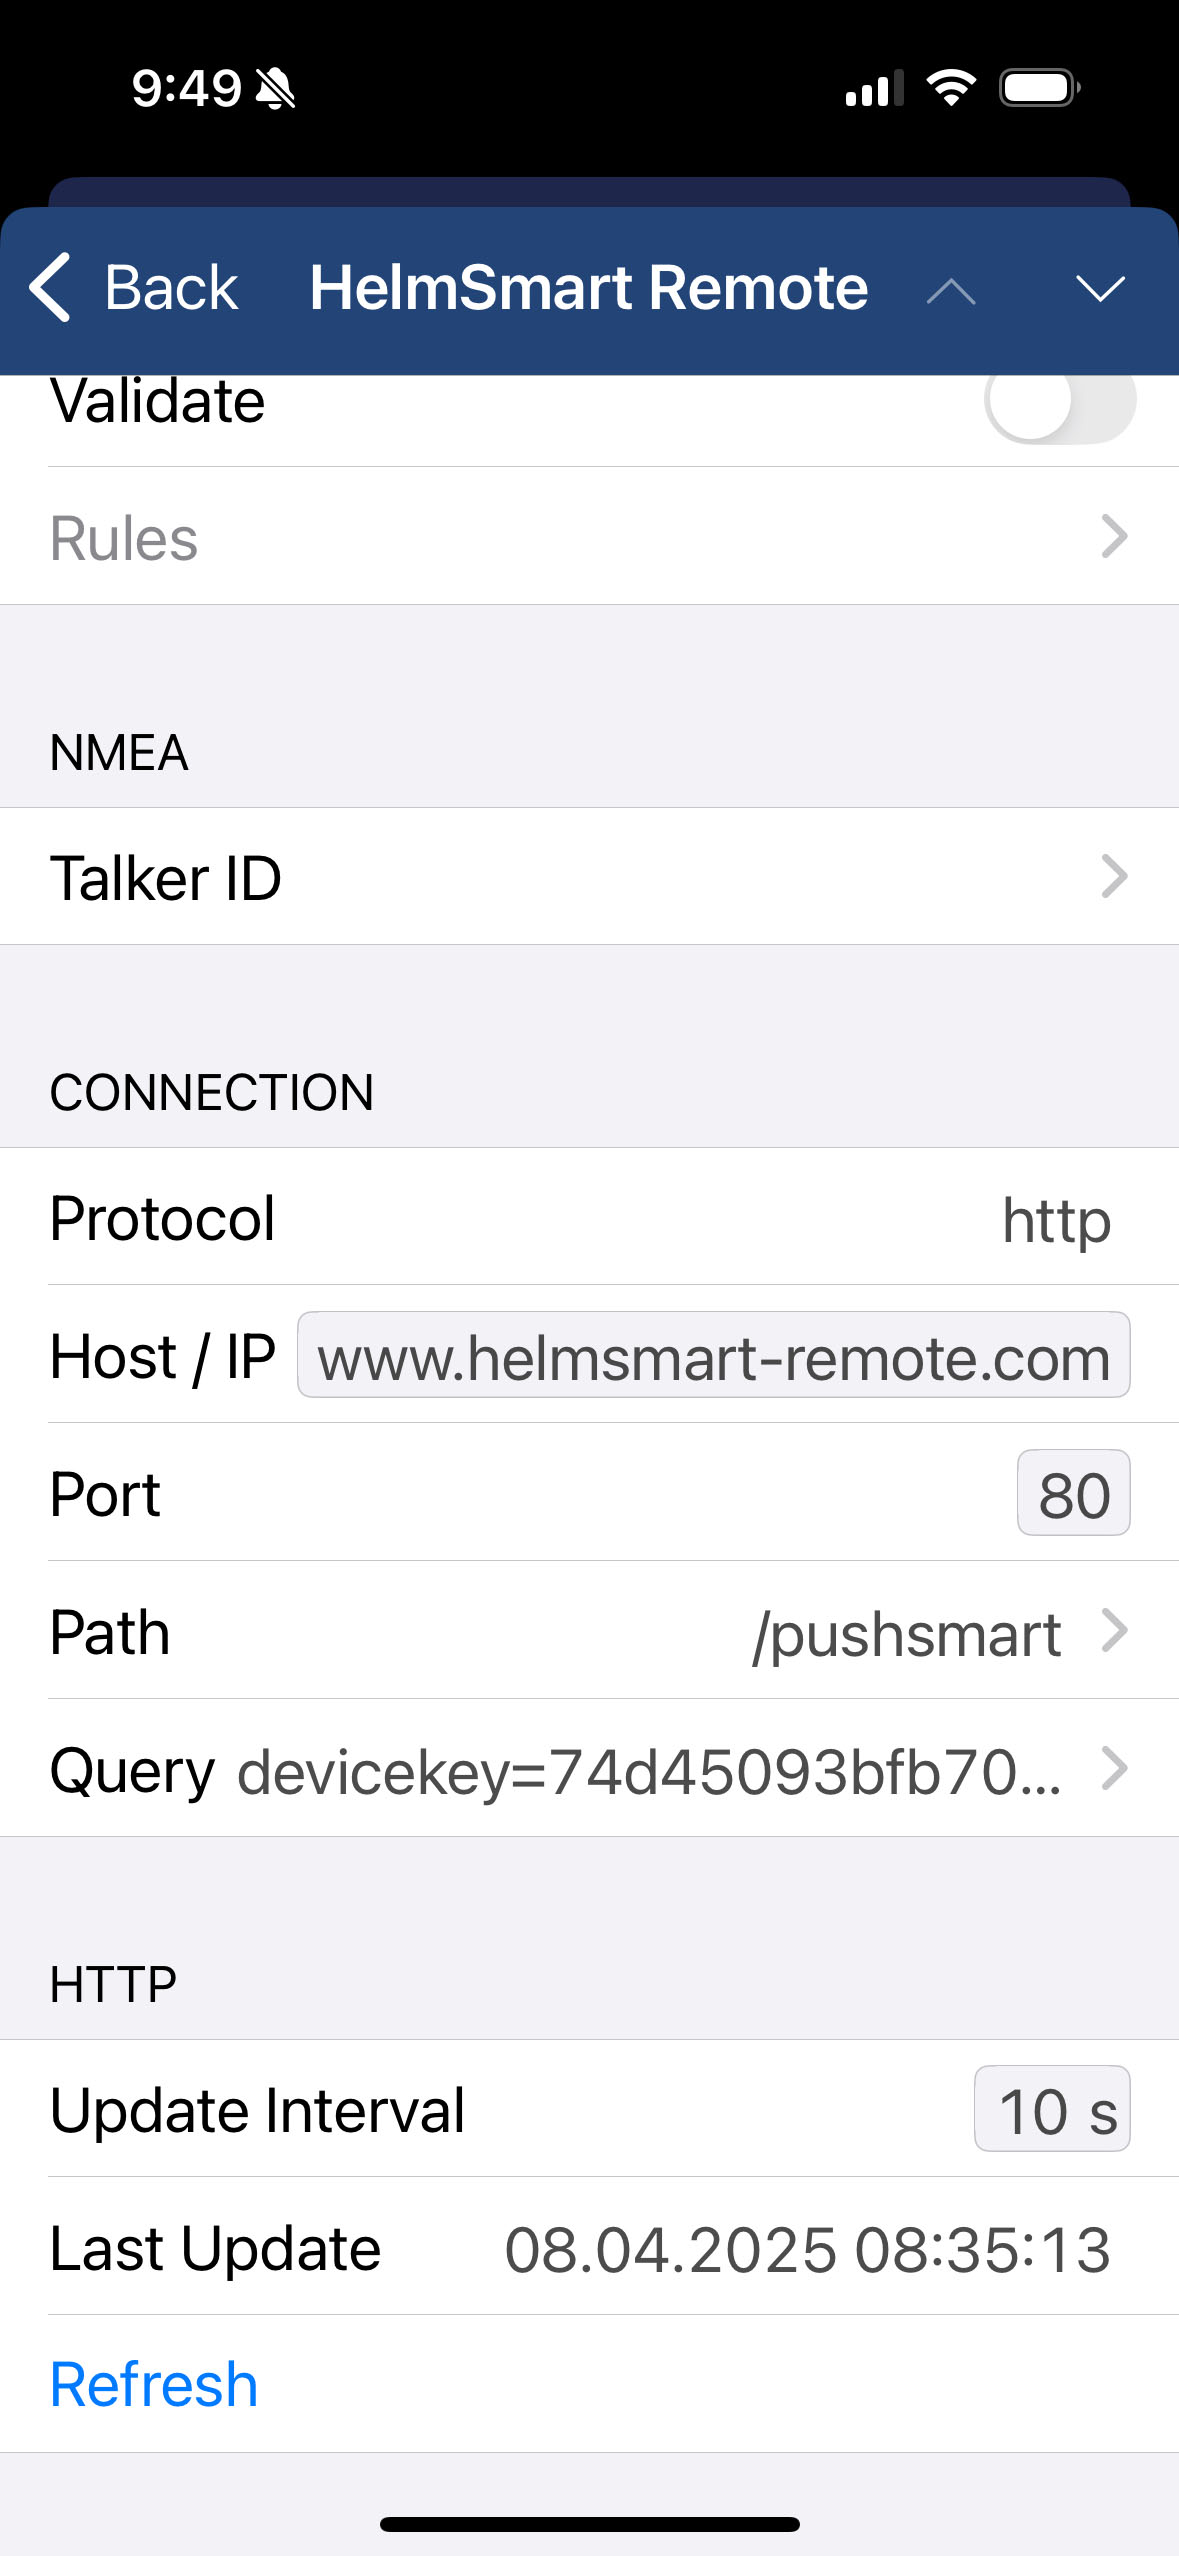 9:49
Back HelmSmart Remote
Validate
Rules
NMEA
Talker ID
CONNECTION
Protocol http
Host / IP www.helmsmart-remote.com
Port 80
Path /pushsmart
Query devicekey=74d45093bfb70...
HTTP
Update Interval 10 s
Last Update 08.04.2025 08:35:13
Refresh